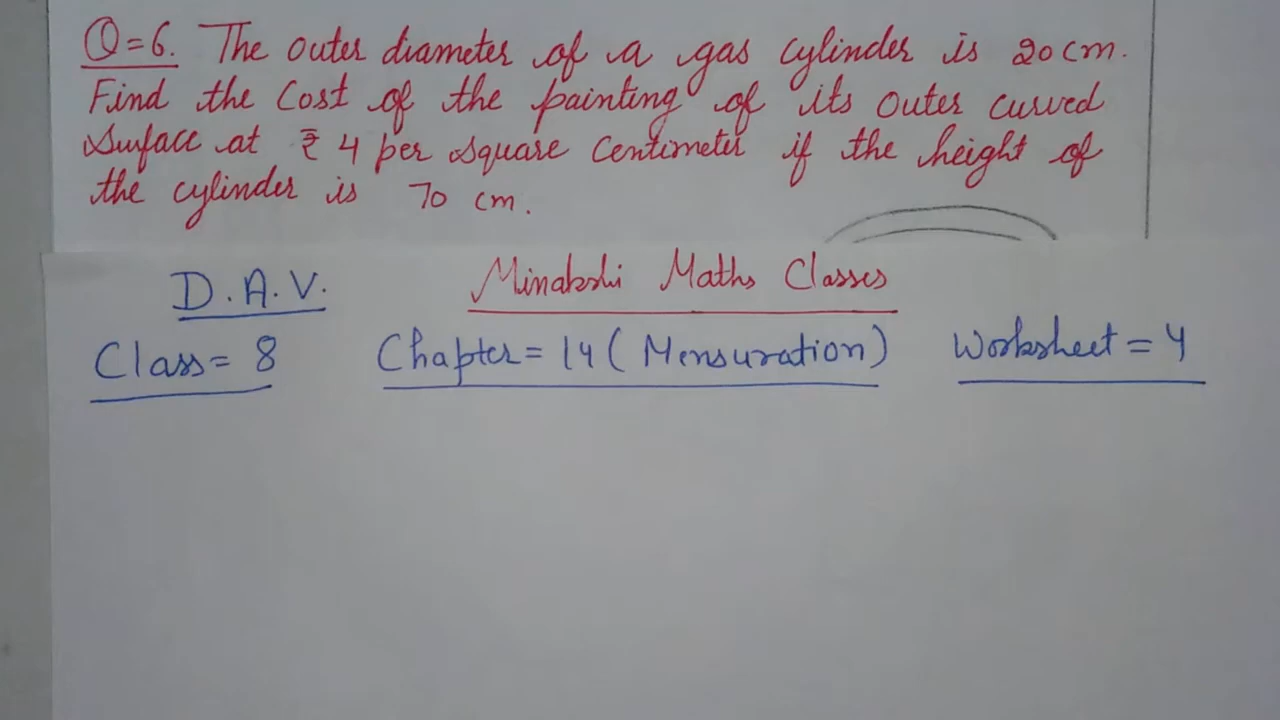 Q=6. The outer diameter of a gas cylinder is 20 cm.
Find the Cost of the painting of its outer curved
Surface at ₹ 4 per square Centimeter if the height of
the cylinder is 70 cm.
D.A.V. Minakshi Maths Classes
Class= 8 Chapter= 14 (Mensuration) Worksheet = 4